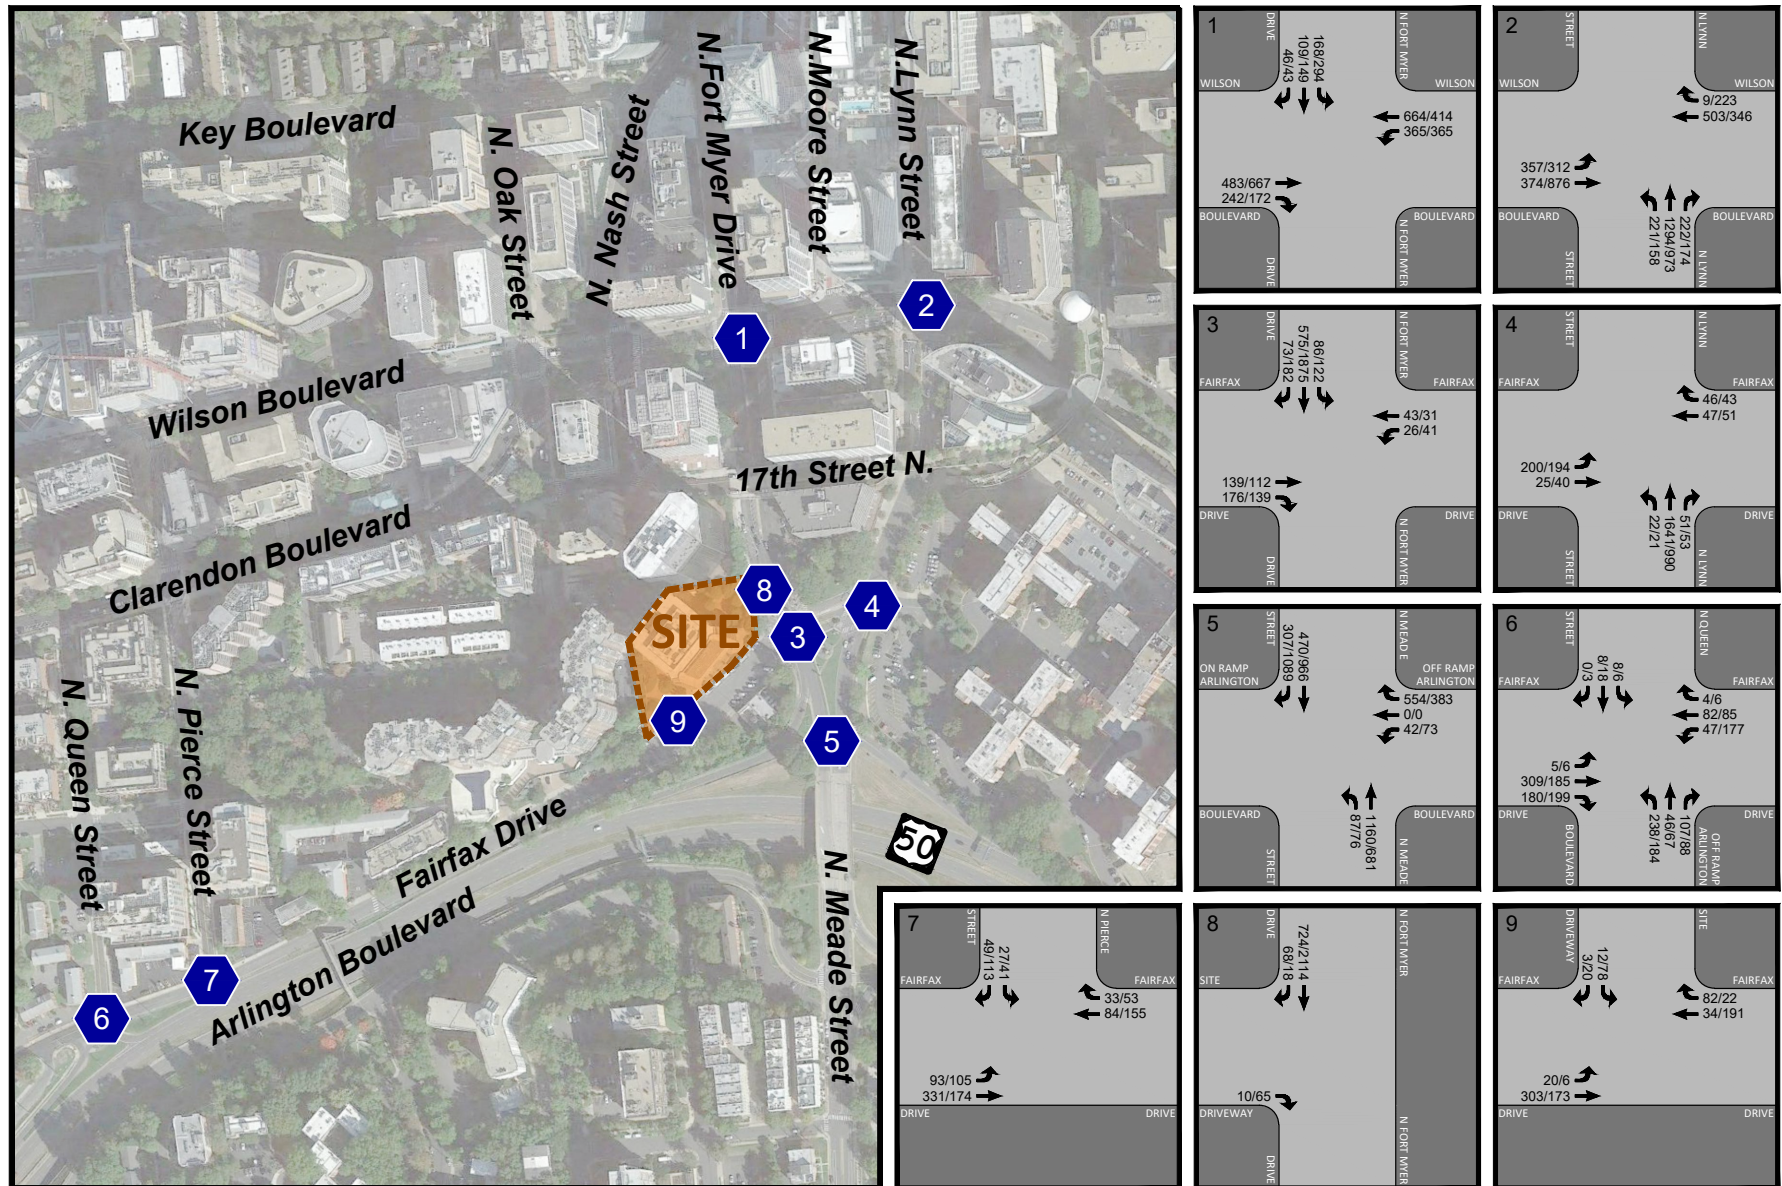 Key Boulevard
N. Oak Street
N. Nash Street
N.Fort Myer Drive
N.Moore Street
N.Lynn Street
Wilson Boulevard
17th Street N.
Clarendon Boulevard
N. Queen Street
N. Pierce Street
Fairfax Drive
Arlington Boulevard
N. Meade Street
SITE
50
1
2
3
4
5
6
7
8
9
1
DRIVE
N FORT MYER
WILSON
WILSON
46/43
109/149
168/294
664/414
365/365
483/667
242/172
BOULEVARD
BOULEVARD
DRIVE
N FORT MYER
2
STREET
N LYNN
WILSON
WILSON
9/223
503/346
357/312
374/876
221/158
1294/973
222/174
BOULEVARD
BOULEVARD
STREET
N LYNN
3
DRIVE
N FORT MYER
FAIRFAX
FAIRFAX
73/182
575/1875
86/122
43/31
26/41
139/112
176/139
DRIVE
DRIVE
DRIVE
N FORT MYER
4
STREET
N LYNN
FAIRFAX
FAIRFAX
46/43
47/51
200/194
25/40
22/21
1641/990
51/53
DRIVE
DRIVE
STREET
N LYNN
5
STREET
N MEADE
ON RAMP
ARLINGTON
OFF RAMP
ARLINGTON
307/1089
470/966
554/383
0/0
42/73
87/76
1160/681
BOULEVARD
BOULEVARD
STREET
N MEADE
6
STREET
N QUEEN
FAIRFAX
FAIRFAX
0/3
8/18
8/6
4/6
82/85
47/177
5/6
309/185
180/199
238/184
46/67
107/88
DRIVE
DRIVE
BOULEVARD
OFF RAMP
ARLINGTON
7
STREET
N PIERCE
FAIRFAX
FAIRFAX
49/113
27/41
33/53
84/155
93/105
331/174
DRIVE
DRIVE
8
DRIVE
N FORT MYER
SITE
68/18
724/2114
10/65
DRIVEWAY
DRIVE
N FORT MYER
9
DRIVEWAY
SITE
FAIRFAX
FAIRFAX
3/20
12/78
82/22
34/191
20/6
303/173
DRIVE
DRIVE